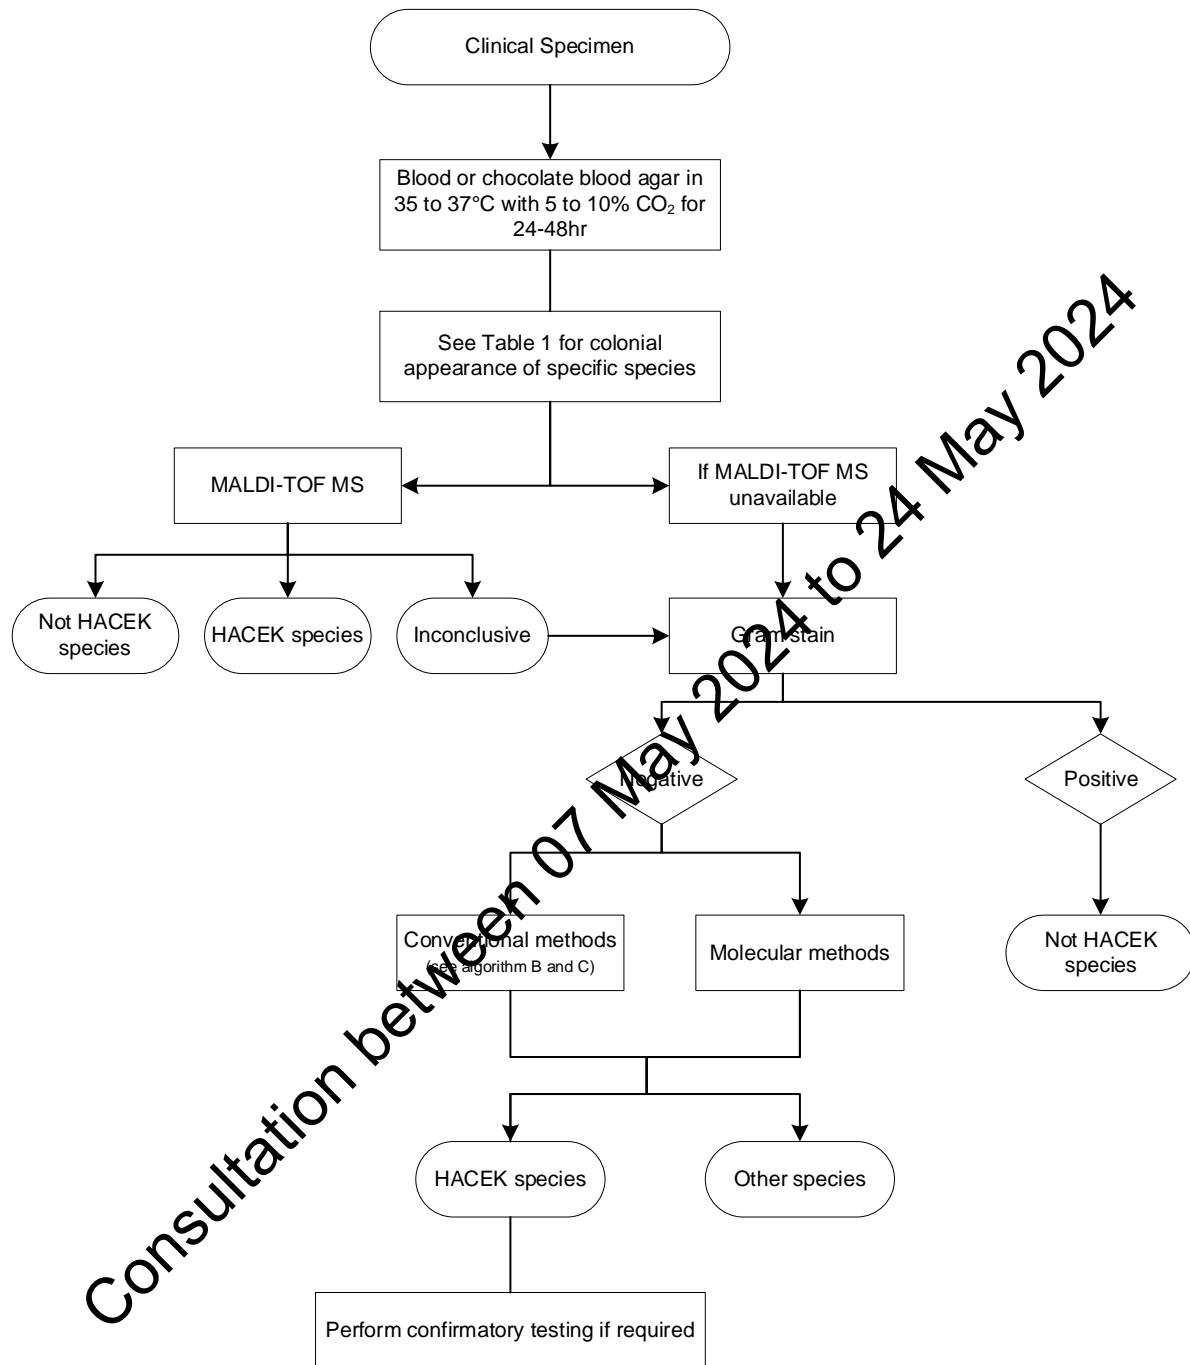 Clinical Specimen
Blood or chocolate blood agar in
35 to 37°C with 5 to 10% CO₂ for
24-48hr
See Table 1 for colonial
appearance of specific species
MALDI-TOF MS
If MALDI-TOF MS
unavailable
Not HACEK
species
HACEK species
Inconclusive
Gram stain
Negative
Positive
Conventional methods
(see algorithm B and C)
Molecular methods
Not HACEK
species
HACEK species
Other species
Perform confirmatory testing if required
Consultation between 07 May 2024 to 24 May 2024